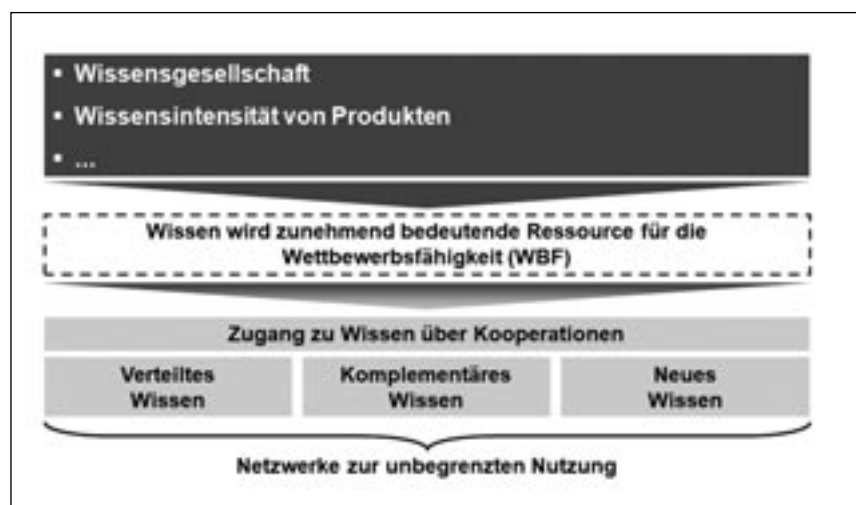 ▪ Wissensgesellschaft
▪ Wissensintensität von Produkten
▪ ...
Wissen wird zunehmend bedeutende Ressource für die
Wettbewerbsfähigkeit (WBF)
Zugang zu Wissen über Kooperationen
Verteiltes
Wissen
Komplementäres
Wissen
Neues
Wissen
Netzwerke zur unbegrenzten Nutzung